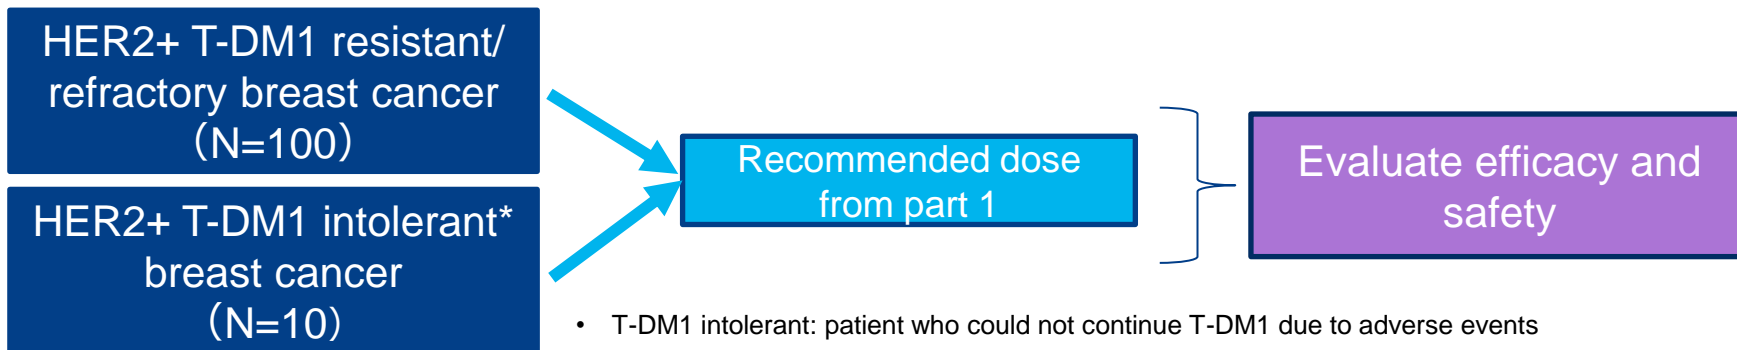 HER2+ T-DM1 resistant/
refractory breast cancer
（N=100）
HER2+ T-DM1 intolerant*
breast cancer
（N=10）
Recommended dose
from part 1
Evaluate efficacy and
safety
• T-DM1 intolerant: patient who could not continue T-DM1 due to adverse events